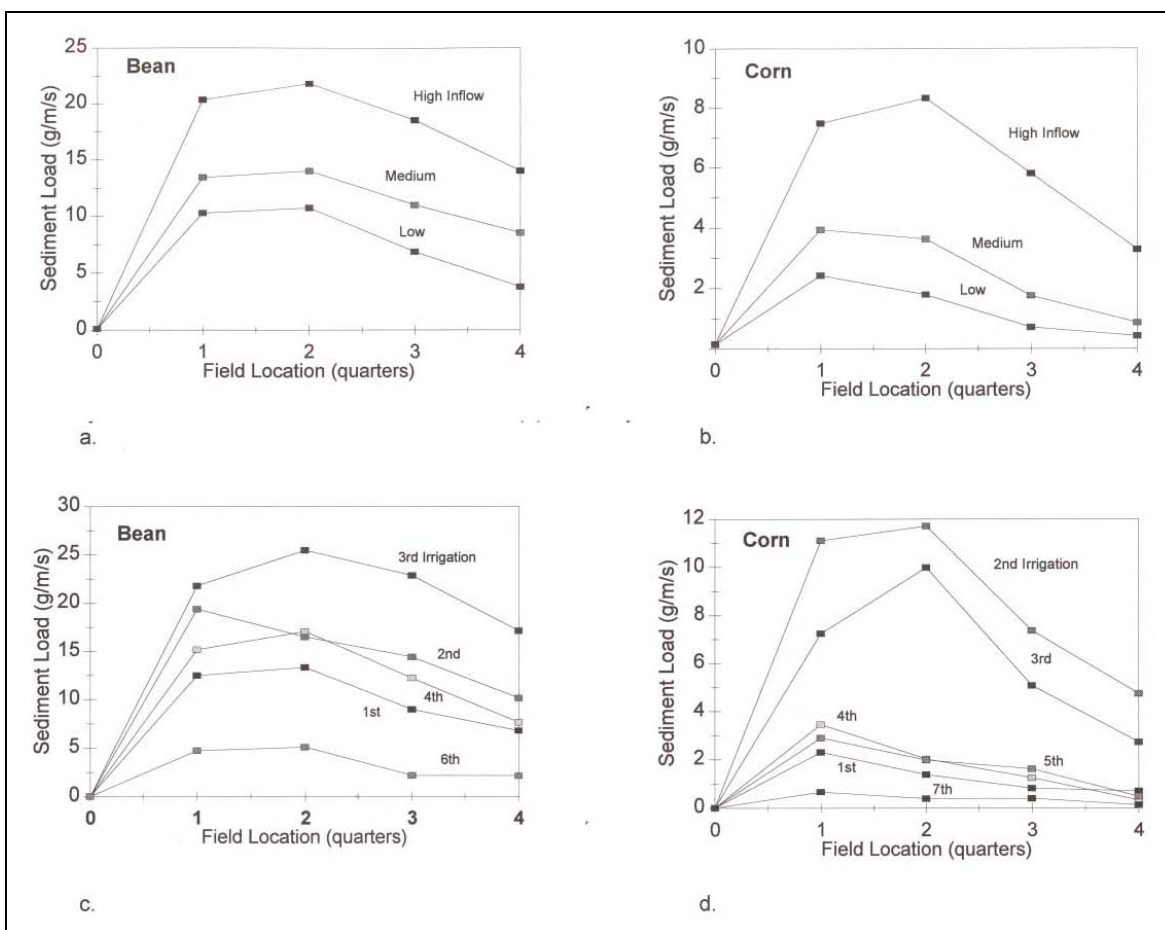 25
20
15
10
5
0
Sediment Load (g/m/s)
Bean
High Inflow
Medium
Low
0 1 2 3 4
Field Location (quarters)
a.
10
8
6
4
2
0
Sediment Load (g/m/s)
Corn
High Inflow
Medium
Low
0 1 2 3 4
Field Location (quarters)
b.
30
25
20
15
10
5
0
Sediment Load (g/m/s)
Bean
3rd Irrigation
2nd
4th
1st
6th
0 1 2 3 4
Field Location (quarters)
c.
12
10
8
6
4
2
0
Sediment Load (g/m/s)
Corn
2nd Irrigation
3rd
4th
5th
1st
7th
0 1 2 3 4
Field Location (quarters)
d.